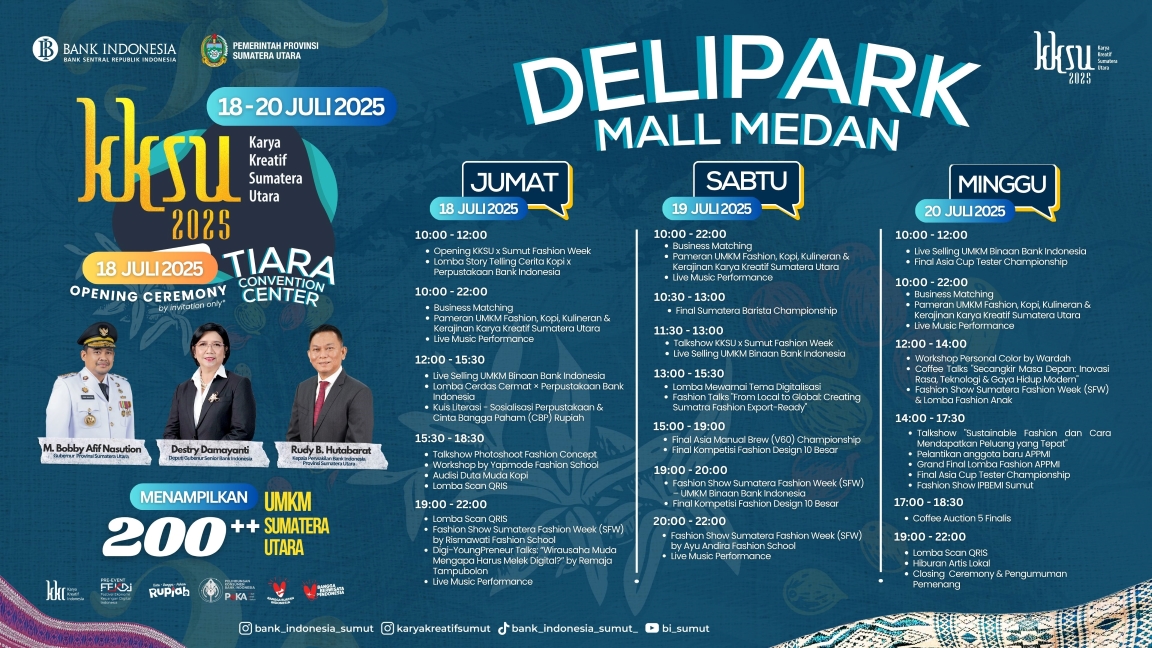 BANK INDONESIA
BANK SENTRAL REPUBLIK INDONESIA
PEMERINTAH PROVINSI
SUMATERA UTARA
18 - 20 JULI 2025
kksu
2025
Karya
Kreatif
Sumatera
Utara
18 JULI 2025
OPENING CEREMONY
by invitation only*
TIARA
CONVENTION
CENTER
M. Bobby Afif Nasution
Gubernur Provinsi Sumatera Utara
Destry Damayanti
Deputi Gubernur Senior Bank Indonesia
Rudy B. Hutabarat
Kepala Perwakilan Bank Indonesia
Provinsi Sumatera Utara
MENAMPILKAN
200++
UMKM
SUMATERA
UTARA
DELIPARK
MALL MEDAN
kksu
2025
Karya
Kreatif
Sumatera
Utara
JUMAT
18 JULI 2025
10:00 - 12:00
• Opening KKSU x Sumut Fashion Week
• Lomba Story Telling Cerita Kopi x
Perpustakaan Bank Indonesia
10:00 - 22:00
• Business Matching
• Pameran UMKM Fashion, Kopi, Kulineran &
Kerajinan Karya Kreatif Sumatera Utara
• Live Music Performance
12:00 - 15:30
• Live Selling UMKM Binaan Bank Indonesia
• Lomba Cerdas Cermat × Perpustakaan Bank
Indonesia
• Kuis Literasi - Sosialisasi Perpustakaan &
Cinta Bangga Paham (CBP) Rupiah
15:30 - 18:30
• Talkshow Photoshoot Fashion Concept
• Workshop by Yapmode Fashion School
• Audisi Duta Muda Kopi
• Lomba Scan QRIS
19:00 - 22:00
• Lomba Scan QRIS
• Fashion Show Sumatera Fashion Week (SFW)
by Rismawati Fashion School
• Digi-YoungPreneur Talks: "Wirausaha Muda
Mengapa Harus Melek Digital?" by Remaja
Tampubolon
• Live Music Performance
SABTU
19 JULI 2025
10:00 - 22:00
• Business Matching
• Pameran UMKM Fashion, Kopi, Kulineran &
Kerajinan Karya Kreatif Sumatera Utara
• Live Music Performance
10:30 - 13:00
• Final Sumatera Barista Championship
11:30 - 13:00
• Talkshow KKSU x Sumut Fashion Week
• Live Selling UMKM Binaan Bank Indonesia
13:00 - 15:30
• Lomba Mewarnai Tema Digitalisasi
• Fashion Talks "From Local to Global: Creating
Sumatra Fashion Export-Ready"
15:00 - 19:00
• Final Asia Manual Brew (V60) Championship
• Final Kompetisi Fashion Design 10 Besar
19:00 - 20:00
• Fashion Show Sumatera Fashion Week (SFW)
– UMKM Binaan Bank Indonesia
• Final Kompetisi Fashion Design 10 Besar
20:00 - 22:00
• Fashion Show Sumatera Fashion Week (SFW)
by Ayu Andira Fashion School
• Live Music Performance
MINGGU
20 JULI 2025
10:00 - 12:00
• Live Selling UMKM Binaan Bank Indonesia
• Final Asia Cup Tester Championship
10:00 - 22:00
• Business Matching
• Pameran UMKM Fashion, Kopi, Kulineran &
Kerajinan Karya Kreatif Sumatera Utara
• Live Music Performance
12:00 - 14:00
• Workshop Personal Color by Wardah
• Coffee Talks "Secangkir Masa Depan: Inovasi
Rasa, Teknologi & Gaya Hidup Modern"
• Fashion Show Sumatera Fashion Week (SFW)
& Lomba Fashion Anak
14:00 - 17:30
• Talkshow "Sustainable Fashion dan Cara
Mendapatkan Peluang yang Tepat"
• Pelantikan anggota baru APPMI
• Grand Final Lomba Fashion APPMI
• Final Asia Cup Tester Championship
• Fashion Show IPBEMI Sumut
17:00 - 18:30
• Coffee Auction 5 Finalis
19:00 - 22:00
• Lomba Scan QRIS
• Hiburan Artis Lokal
• Closing Ceremony & Pengumuman
Pemenang
Karya
Kreatif
Indonesia
PRE-EVENT
Rupiah
bank_indonesia_sumut
karyakreatifsumut
bank_indonesia_sumut_
bi_sumut